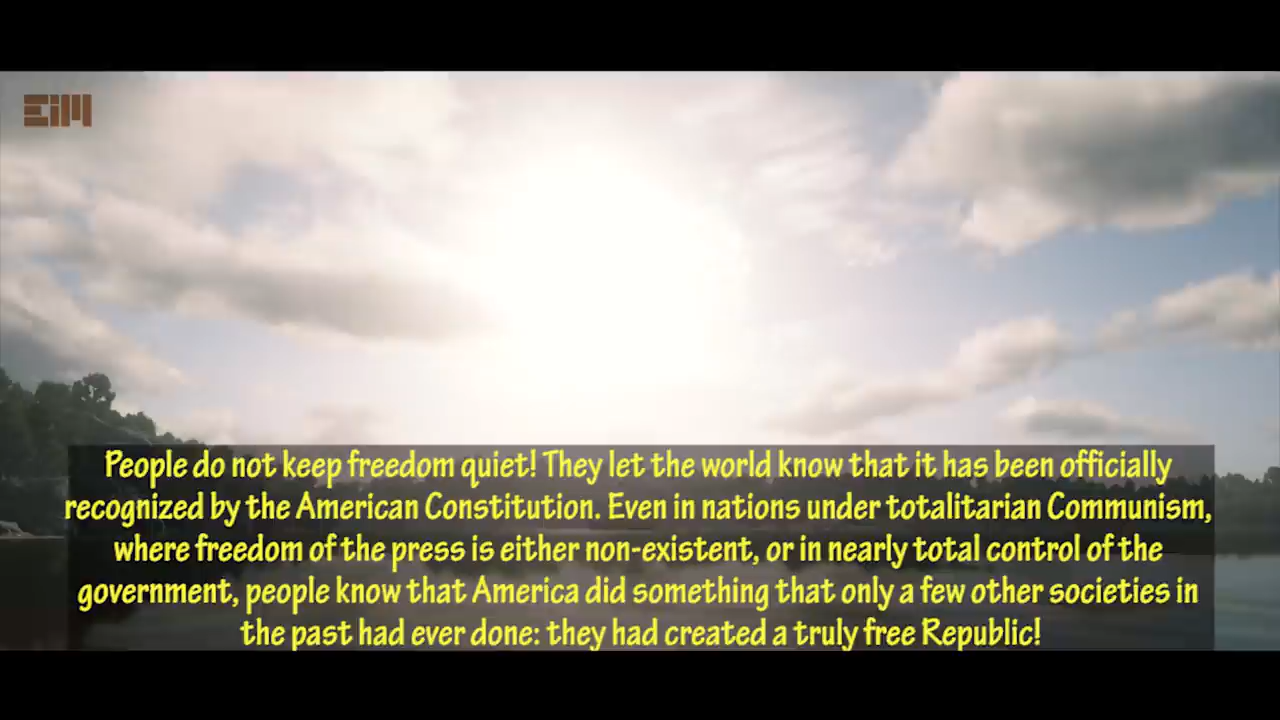 EiM
People do not keep freedom quiet! They let the world know that it has been officially
recognized by the American Constitution. Even in nations under totalitarian Communism,
where freedom of the press is either non-existent, or in nearly total control of the
government, people know that America did something that only a few other societies in
the past had ever done: they had created a truly free Republic!